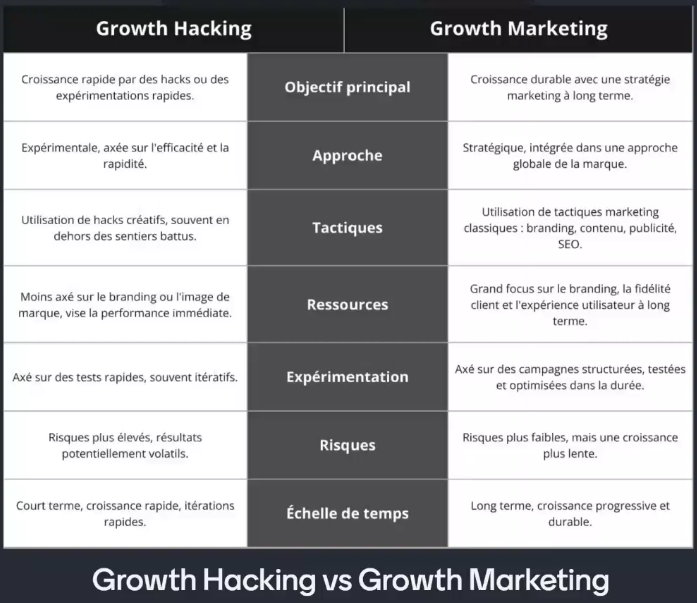 Growth Hacking
Growth Marketing
Croissance rapide par des hacks ou des
expérimentations rapides.
Objectif principal
Croissance durable avec une stratégie
marketing à long terme.
Expérimentale, axée sur l'efficacité et la
rapidité.
Approche
Stratégique, intégrée dans une approche
globale de la marque.
Utilisation de hacks créatifs, souvent en
dehors des sentiers battus.
Tactiques
Utilisation de tactiques marketing
classiques : branding, contenu, publicité,
SEO.
Moins axé sur le branding ou l'image de
marque, vise la performance immédiate.
Ressources
Grand focus sur le branding, la fidélité
client et l'expérience utilisateur à long
terme.
Axé sur des tests rapides, souvent itératifs.
Expérimentation
Axé sur des campagnes structurées, testées
et optimisées dans la durée.
Risques plus élevés, résultats
potentiellement volatils.
Risques
Risques plus faibles, mais une croissance
plus lente.
Court terme, croissance rapide, itérations
rapides.
Échelle de temps
Long terme, croissance progressive et
durable.
Growth Hacking vs Growth Marketing